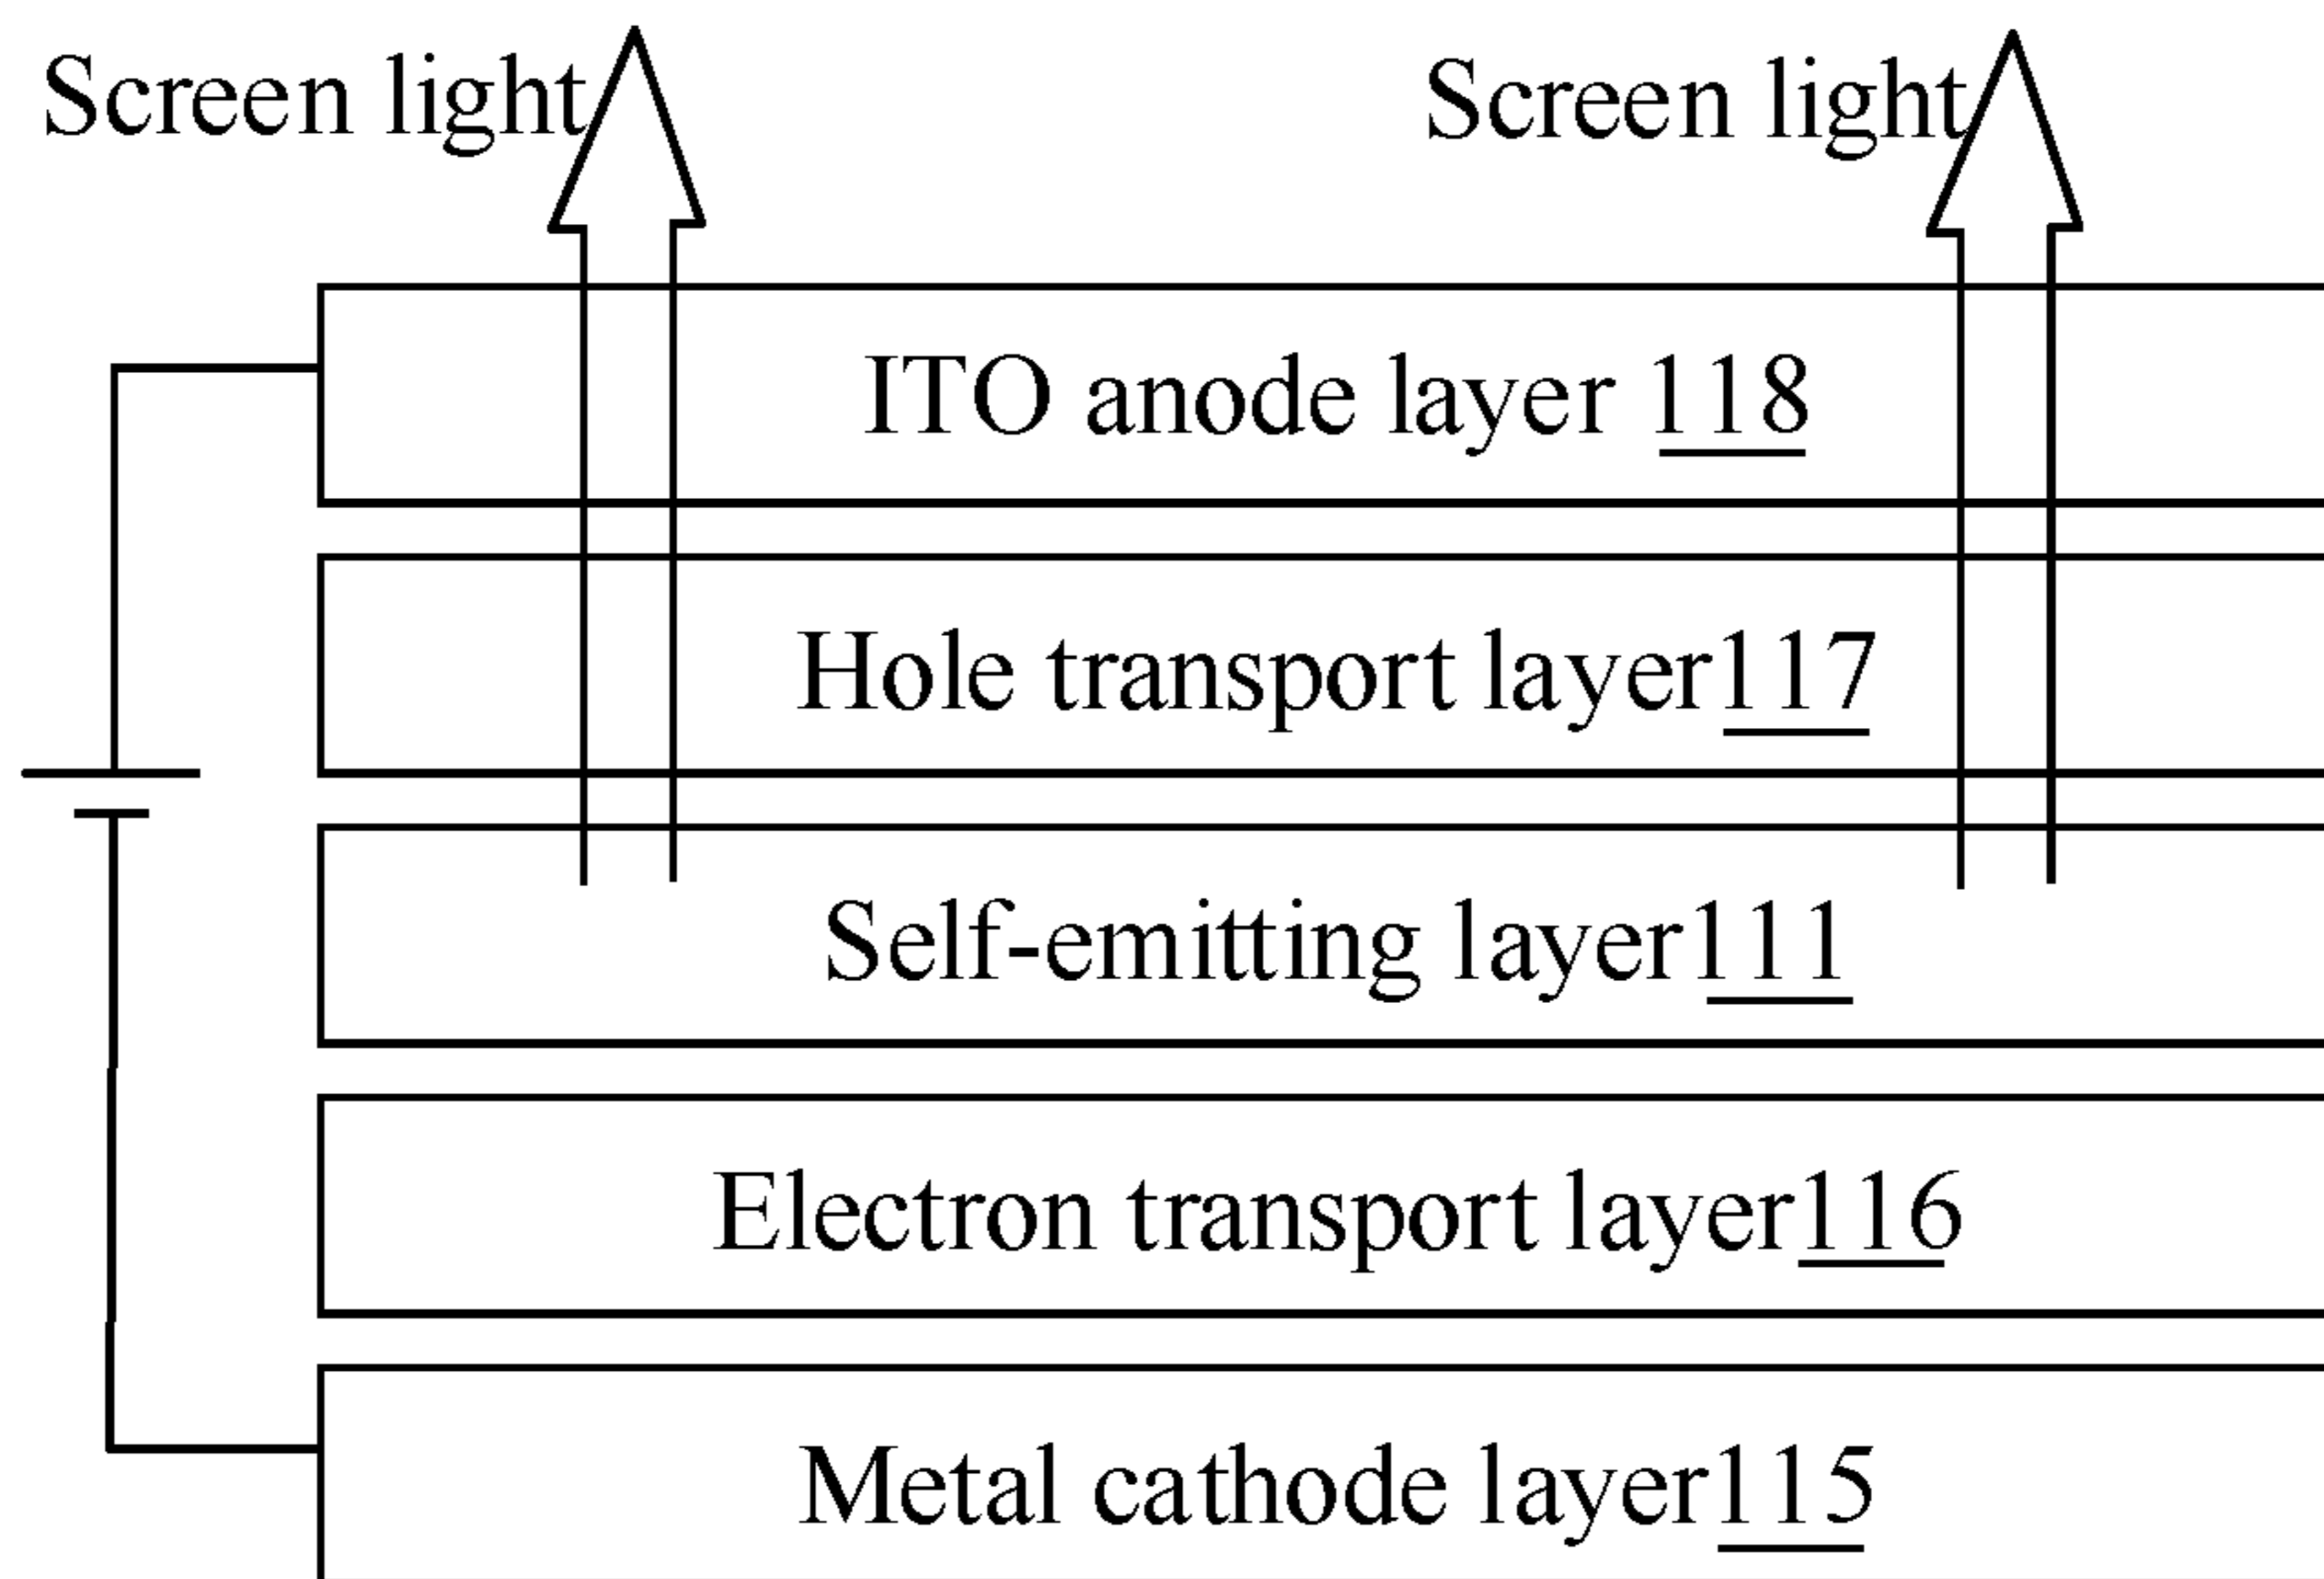 Screen light Screen light
ITO anode layer 118
Hole transport layer117
Self-emitting layer111
Electron transport layer116
Metal cathode layer115